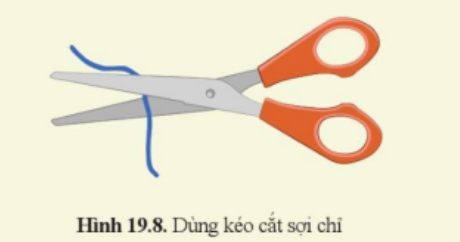 Hình 19.8. Dùng kéo cắt sợi chỉ